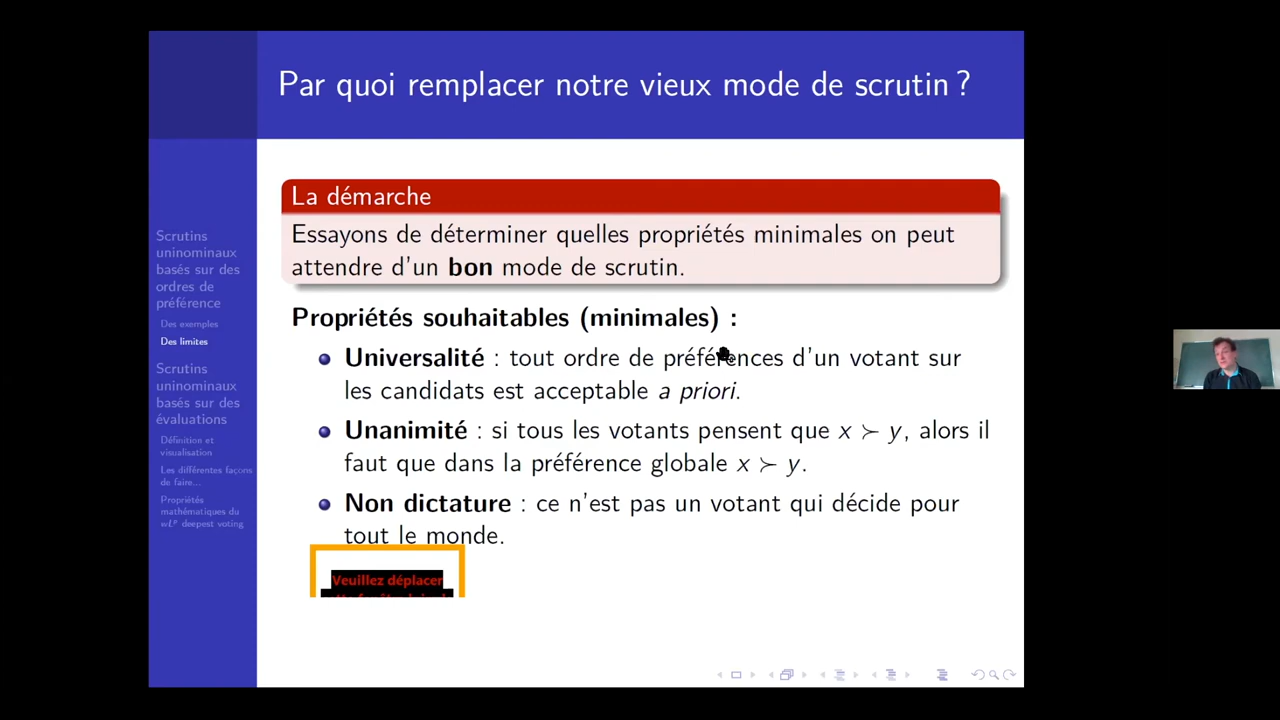 Par quoi remplacer notre vieux mode de scrutin ?
Scrutins
uninominaux
basés sur des
ordres de
préférence
Des exemples
Des limites
Scrutins
uninominaux
basés sur des
évaluations
Définition et
visualisation
Les différentes façons
de faire...
Propriétés
mathématiques du
wLᵖ deepest voting
La démarche
Essayons de déterminer quelles propriétés minimales on peut
attendre d'un bon mode de scrutin.
Propriétés souhaitables (minimales) :
Universalité : tout ordre de préférences d'un votant sur
les candidats est acceptable a priori.
Unanimité : si tous les votants pensent que x ≻ y, alors il
faut que dans la préférence globale x ≻ y.
Non dictature : ce n'est pas un votant qui décide pour
tout le monde.
Veuillez déplacer